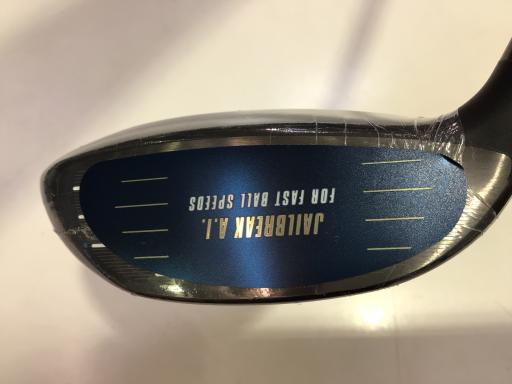 JAILBREAK A.I.
FOR FAST BALL SPEEDS